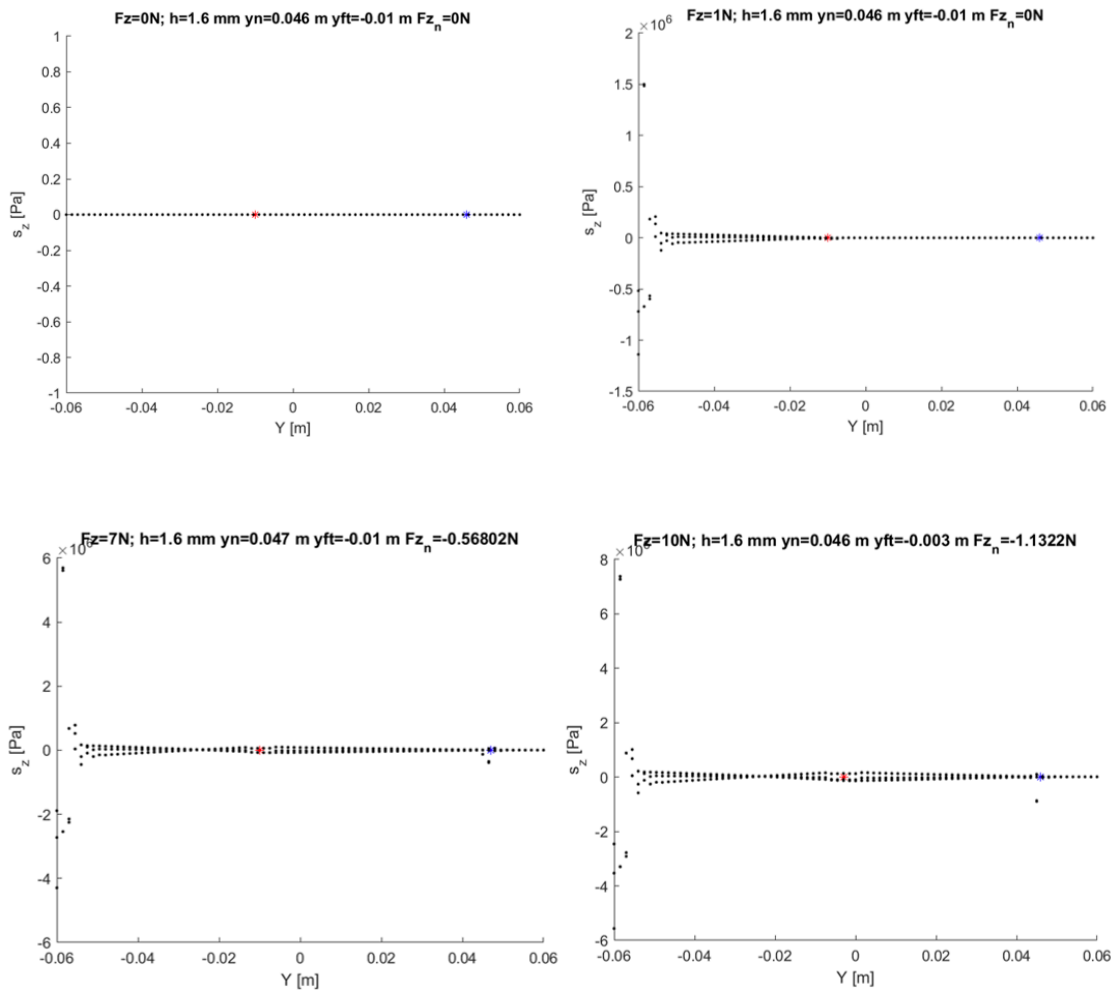 Fz=0N; h=1.6 mm yn=0.046 m yft=-0.01 m Fz_n=0N
1
0.8
0.6
0.4
0.2
0
-0.2
-0.4
-0.6
-0.8
-1
s_z [Pa]
-0.06 -0.04 -0.02 0 0.02 0.04 0.06
Y [m]
Fz=1N; h=1.6 mm yn=0.046 m yft=-0.01 m Fz_n=0N
×10^6
2
1.5
1
0.5
0
-0.5
-1
-1.5
s_z [Pa]
-0.06 -0.04 -0.02 0 0.02 0.04 0.06
Y [m]
Fz=7N; h=1.6 mm yn=0.047 m yft=-0.01 m Fz_n=-0.56802N
×10
6
4
2
0
-2
-4
-6
s_z [Pa]
-0.06 -0.04 -0.02 0 0.02 0.04 0.06
Y [m]
Fz=10N; h=1.6 mm yn=0.046 m yft=-0.003 m Fz_n=-1.1322N
×10
8
6
4
2
0
-2
-4
-6
s_z [Pa]
-0.06 -0.04 -0.02 0 0.02 0.04 0.06
Y [m]